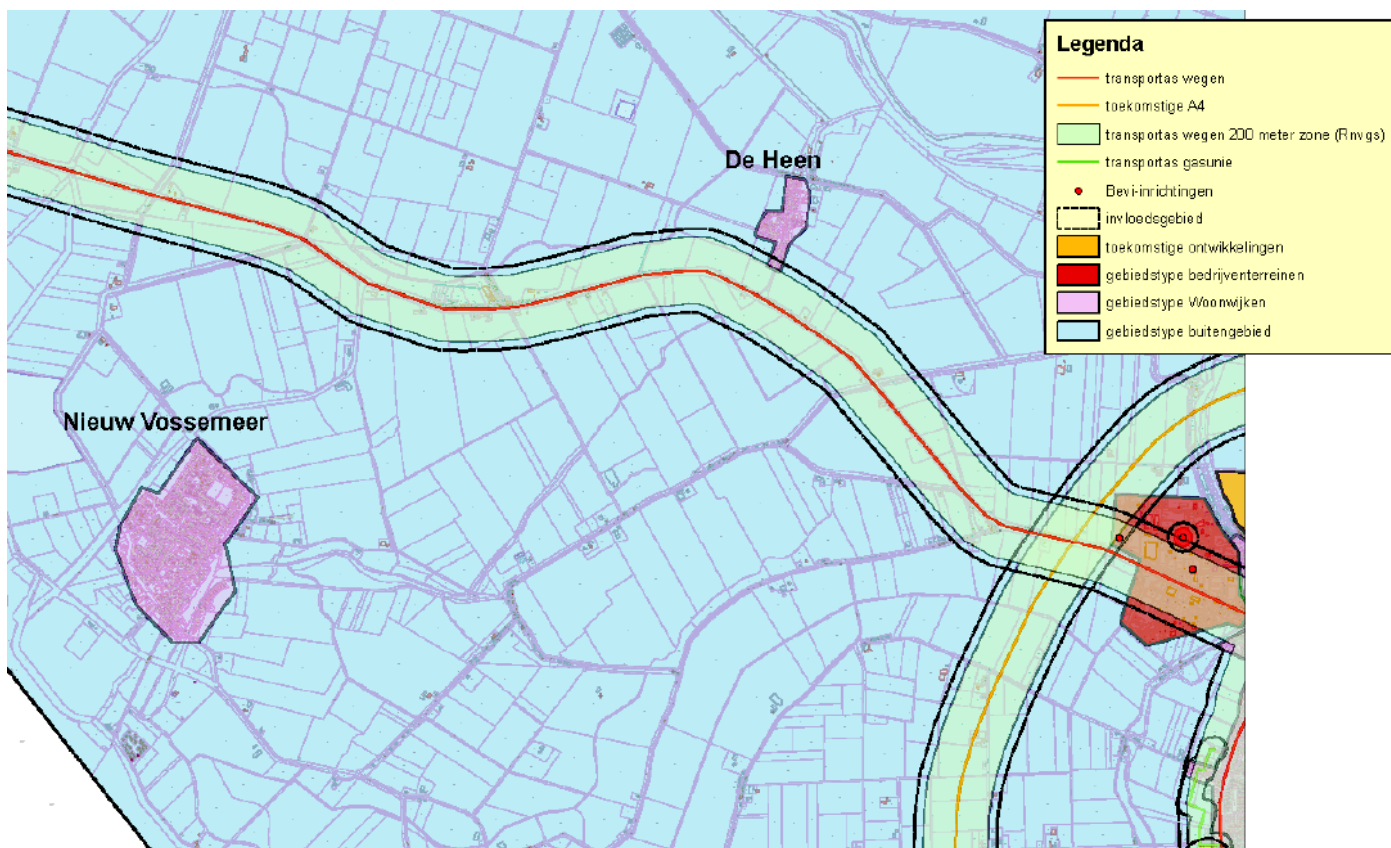 Legenda
transportas wegen
toekomstige A4
transportas wegen 200 meter zone (Rnvgs)
transportas gasunie
Bevi-inrichtingen
invloedsgebied
toekomstige ontwikkelingen
gebiedstype bedrijventerreinen
gebiedstype Woonwijken
gebiedstype buitengebied
De Heen
Nieuw Vossemeer